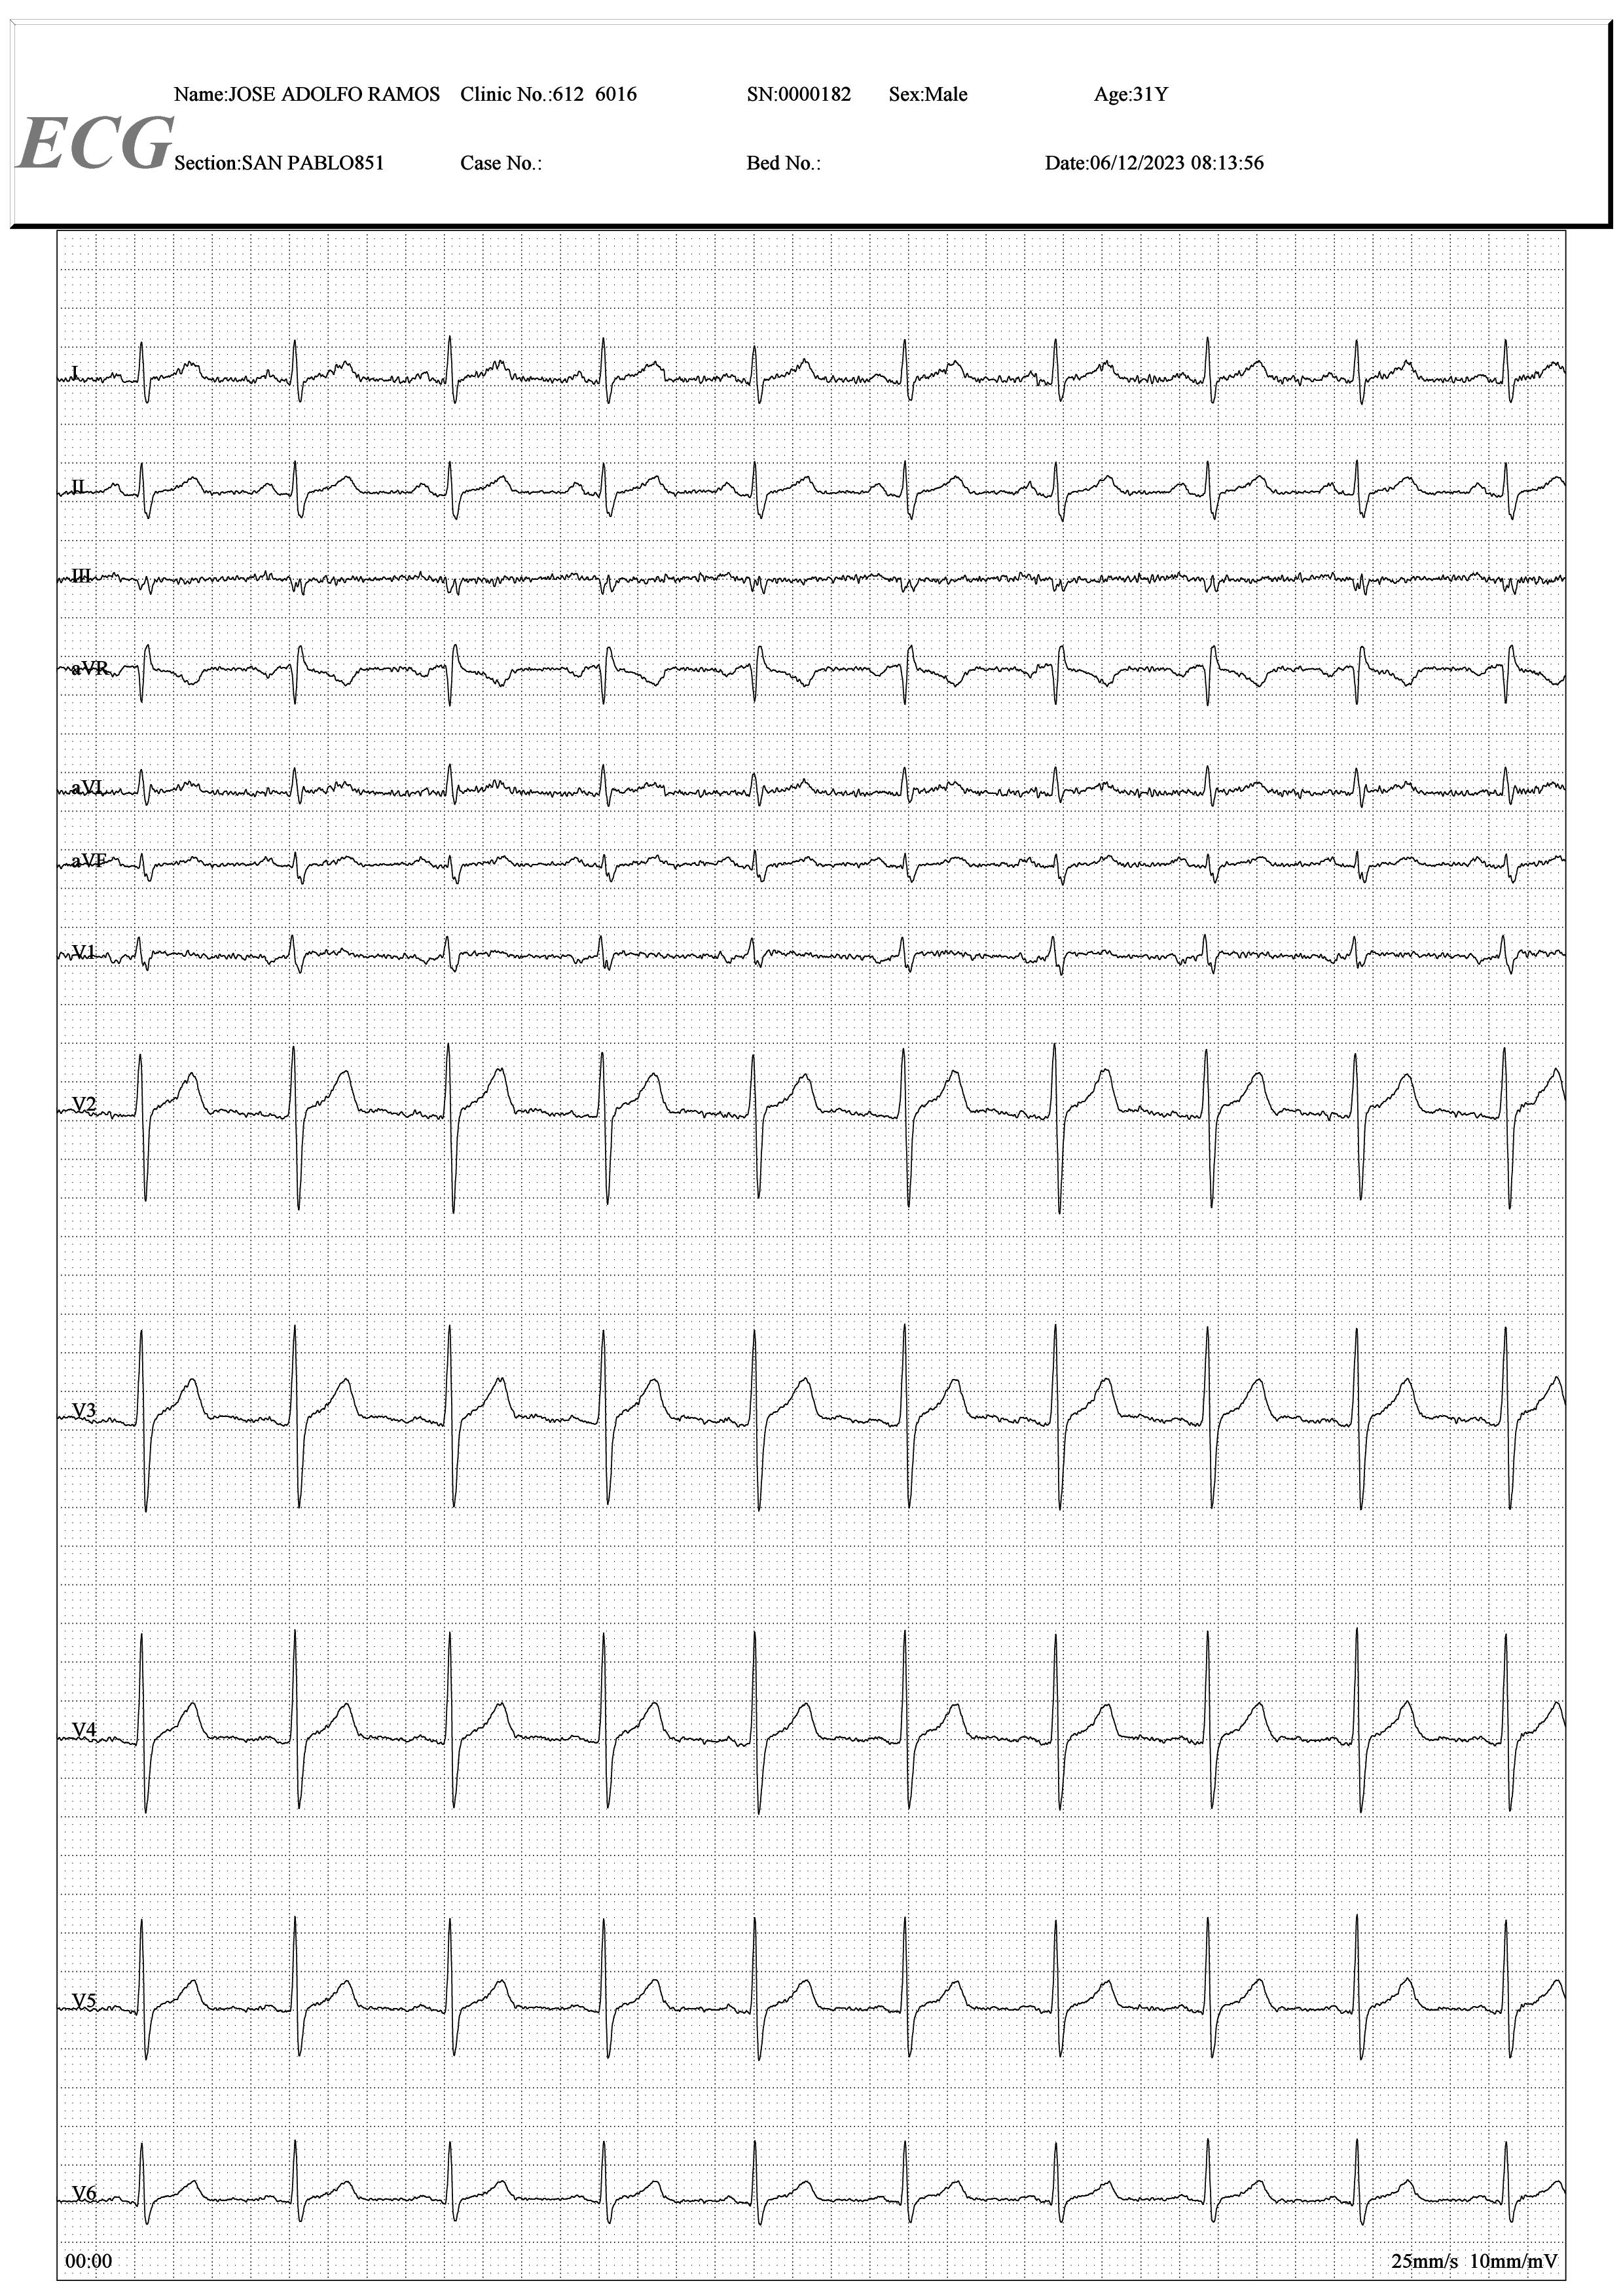 Name:JOSE ADOLFO RAMOS Clinic No.:612 6016 SN:0000182 Sex:Male Age:31Y
ECG
Section:SAN PABLO851 Case No.: Bed No.: Date:06/12/2023 08:13:56
I
II
III
aVR
aVL
aVF
V1
V2
V3
V4
V5
V6
00:00 25mm/s 10mm/mV